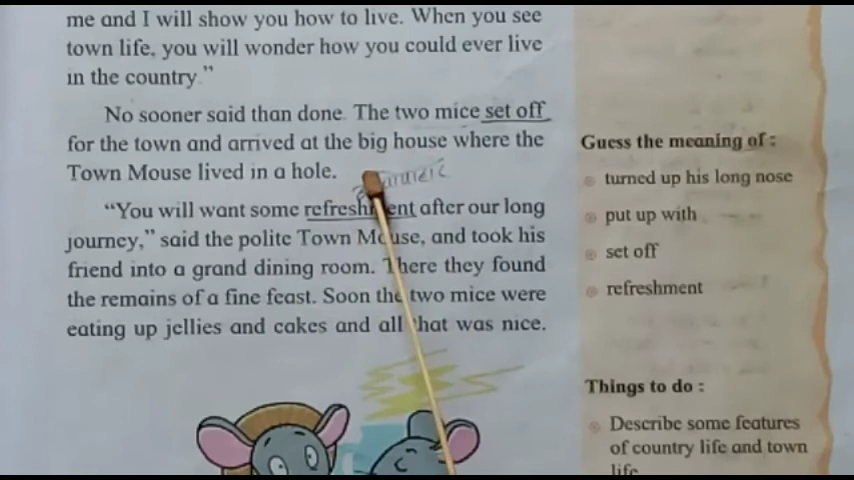 me and I will show you how to live. When you see
town life, you will wonder how you could ever live
in the country."
No sooner said than done. The two mice set off
for the town and arrived at the big house where the
Town Mouse lived in a hole.
"You will want some refreshment after our long
journey," said the polite Town Mouse, and took his
friend into a grand dining room. There they found
the remains of a fine feast. Soon the two mice were
eating up jellies and cakes and all that was nice.
Guess the meaning of :
turned up his long nose
put up with
set off
refreshment
Things to do :
Describe some features
of country life and town
life